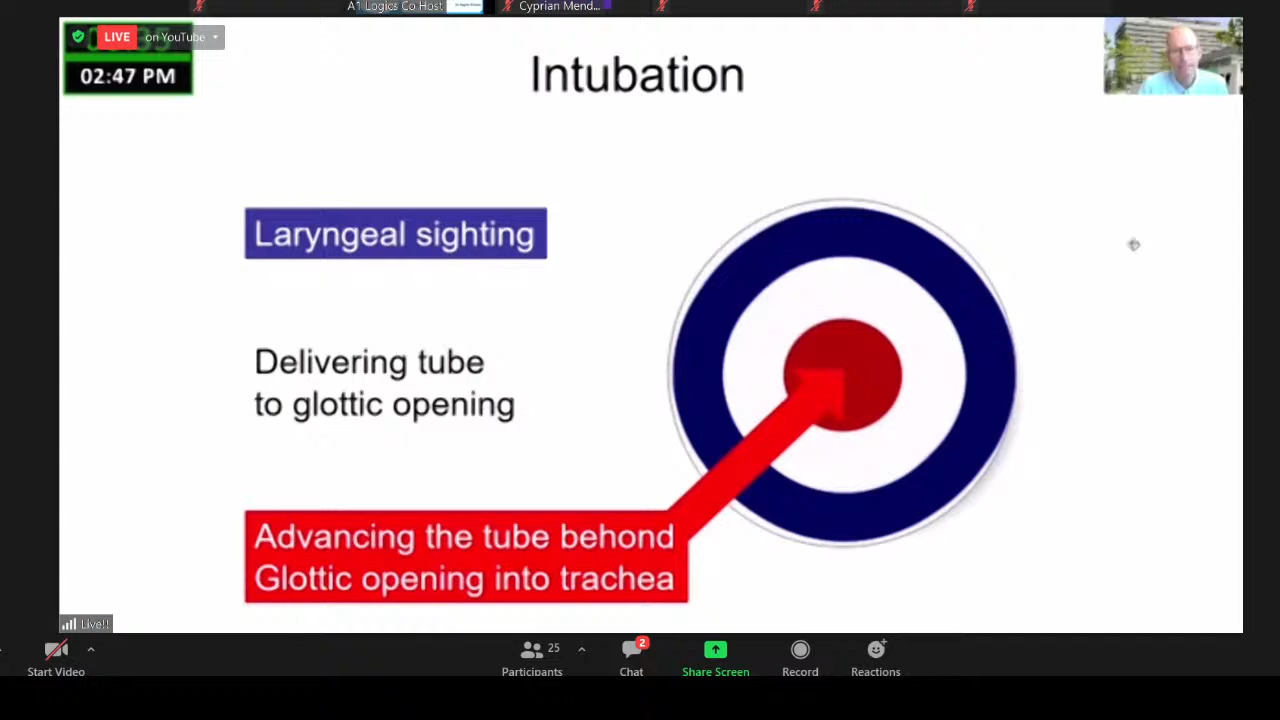 A1 Logics Co Host
Cyprian Mend...
LIVE on YouTube
02:47 PM
Intubation
Laryngeal sighting
Delivering tube
to glottic opening
Advancing the tube behond
Glottic opening into trachea
Live!!
Start Video
Participants 25
Chat 2
Share Screen
Record
Reactions